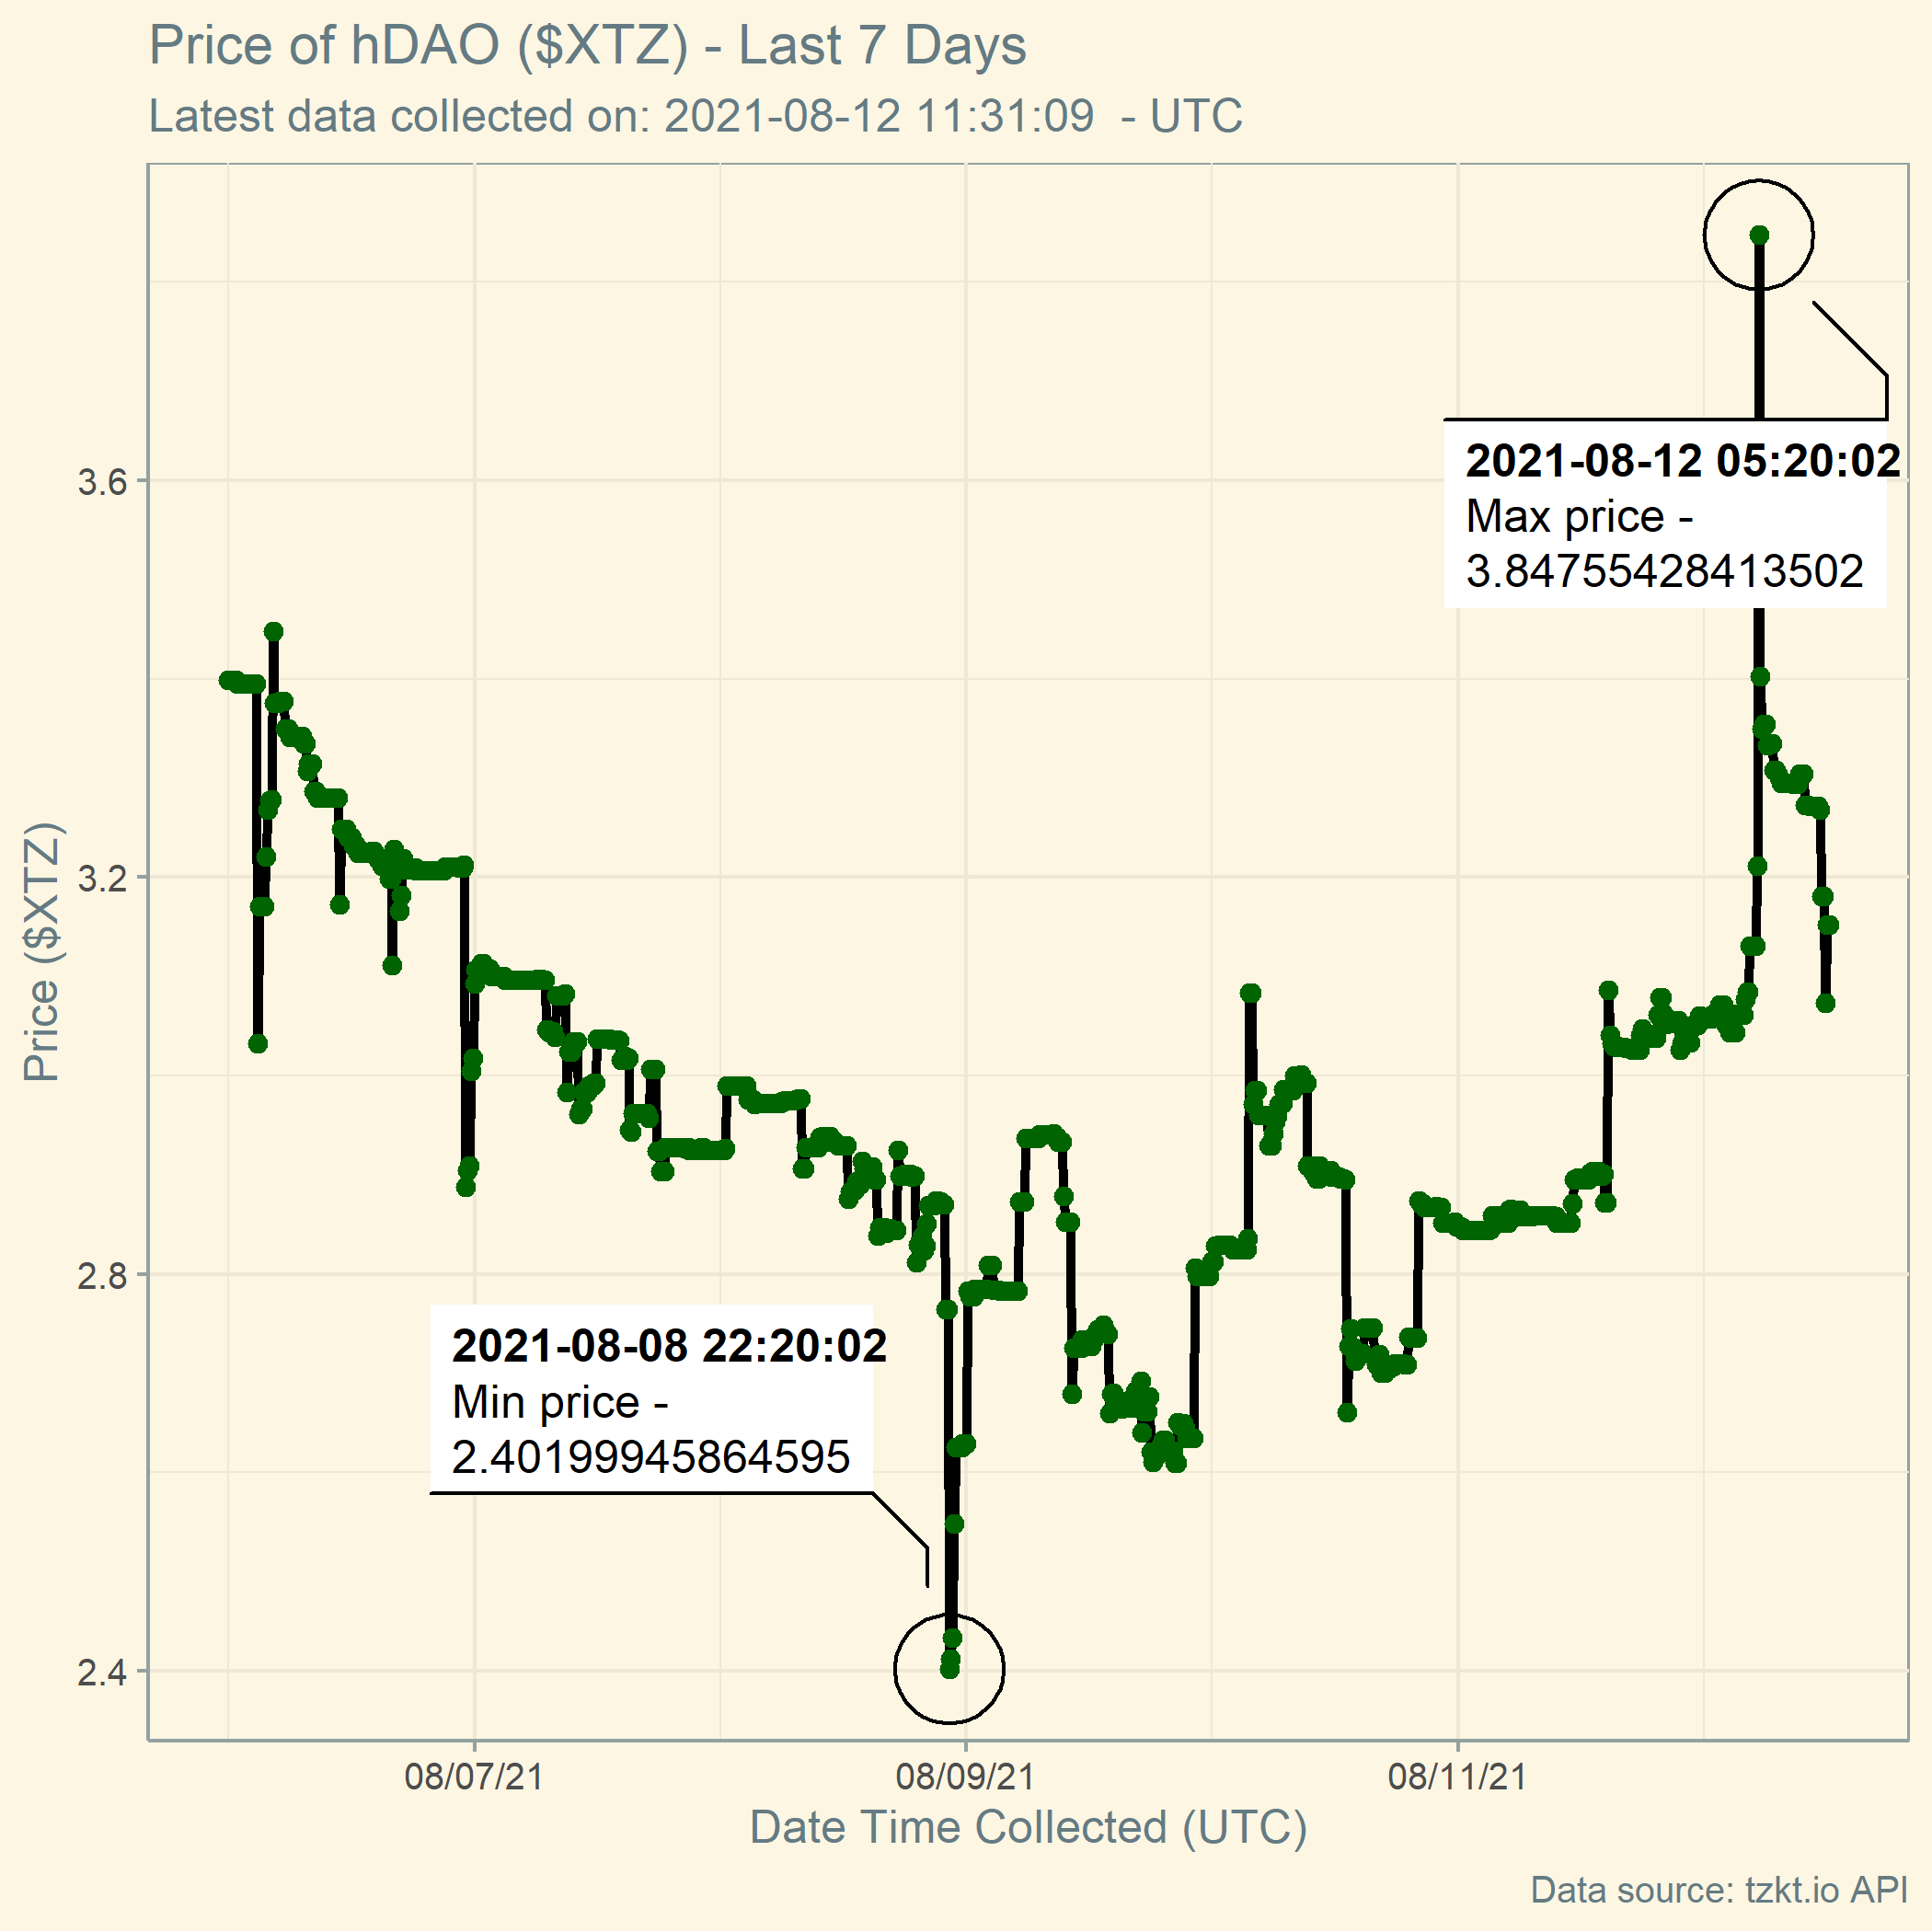 Price of hDAO ($XTZ) - Last 7 Days
Latest data collected on: 2021-08-12 11:31:09  - UTC
2021-08-12 05:20:02
Max price -
3.84755428413502
3.6
3.2
2.8
2.4
Price ($XTZ)
2021-08-08 22:20:02
Min price -
2.40199945864595
08/07/21
08/09/21
08/11/21
Date Time Collected (UTC)
Data source: tzkt.io API